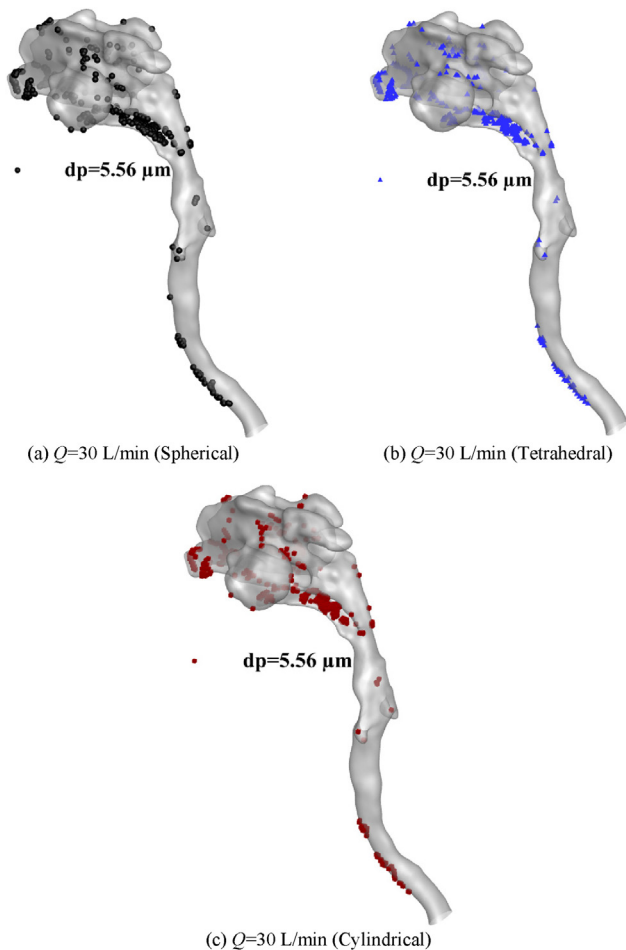 dp=5.56 µm
dp=5.56 µm
(a) Q=30 L/min (Spherical)
(b) Q=30 L/min (Tetrahedral)
dp=5.56 µm
(c) Q=30 L/min (Cylindrical)